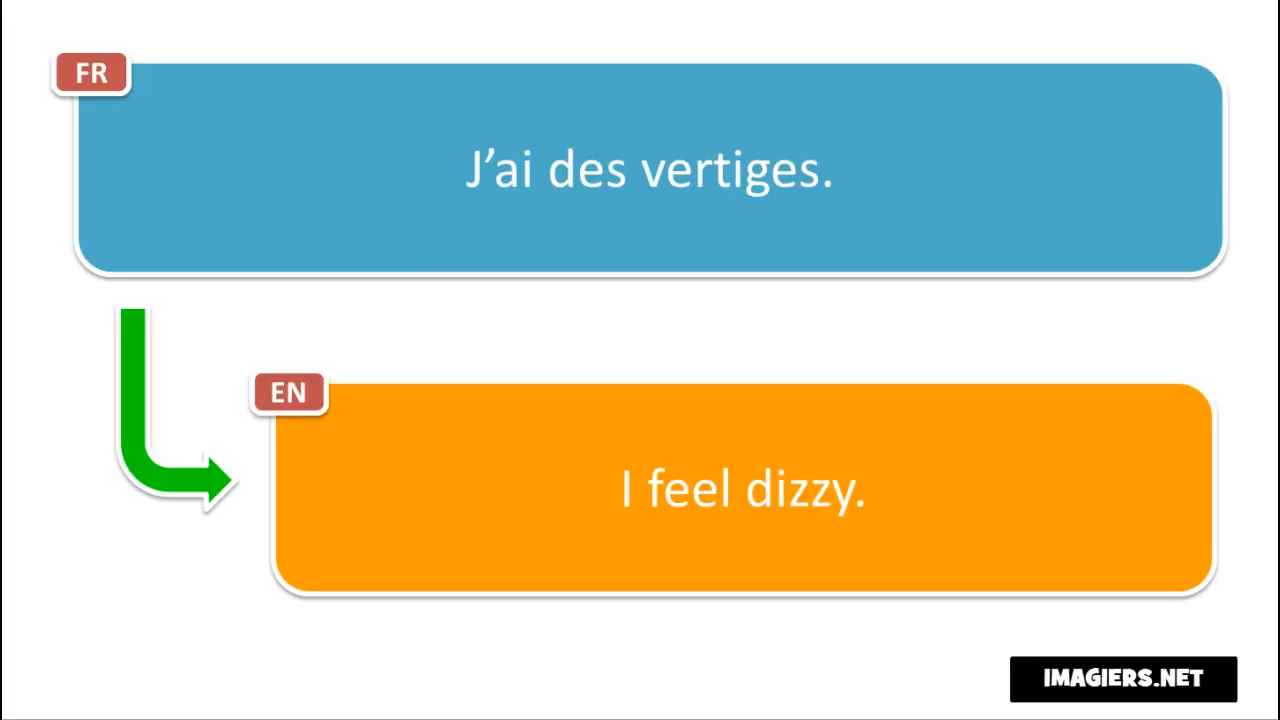 FR
J’ai des vertiges.
EN
I feel dizzy.
IMAGIERS.NET